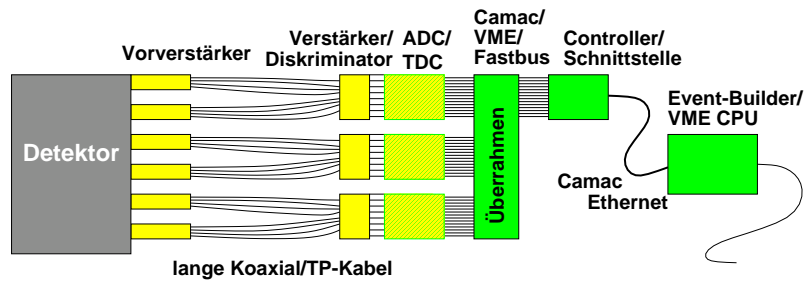 Vorverstärker
Verstärker/
Diskriminator
ADC/
TDC
Camac/
VME/
Fastbus
Controller/
Schnittstelle
Event-Builder/
VME CPU
Detektor
Überrahmen
Camac
Ethernet
lange Koaxial/TP-Kabel